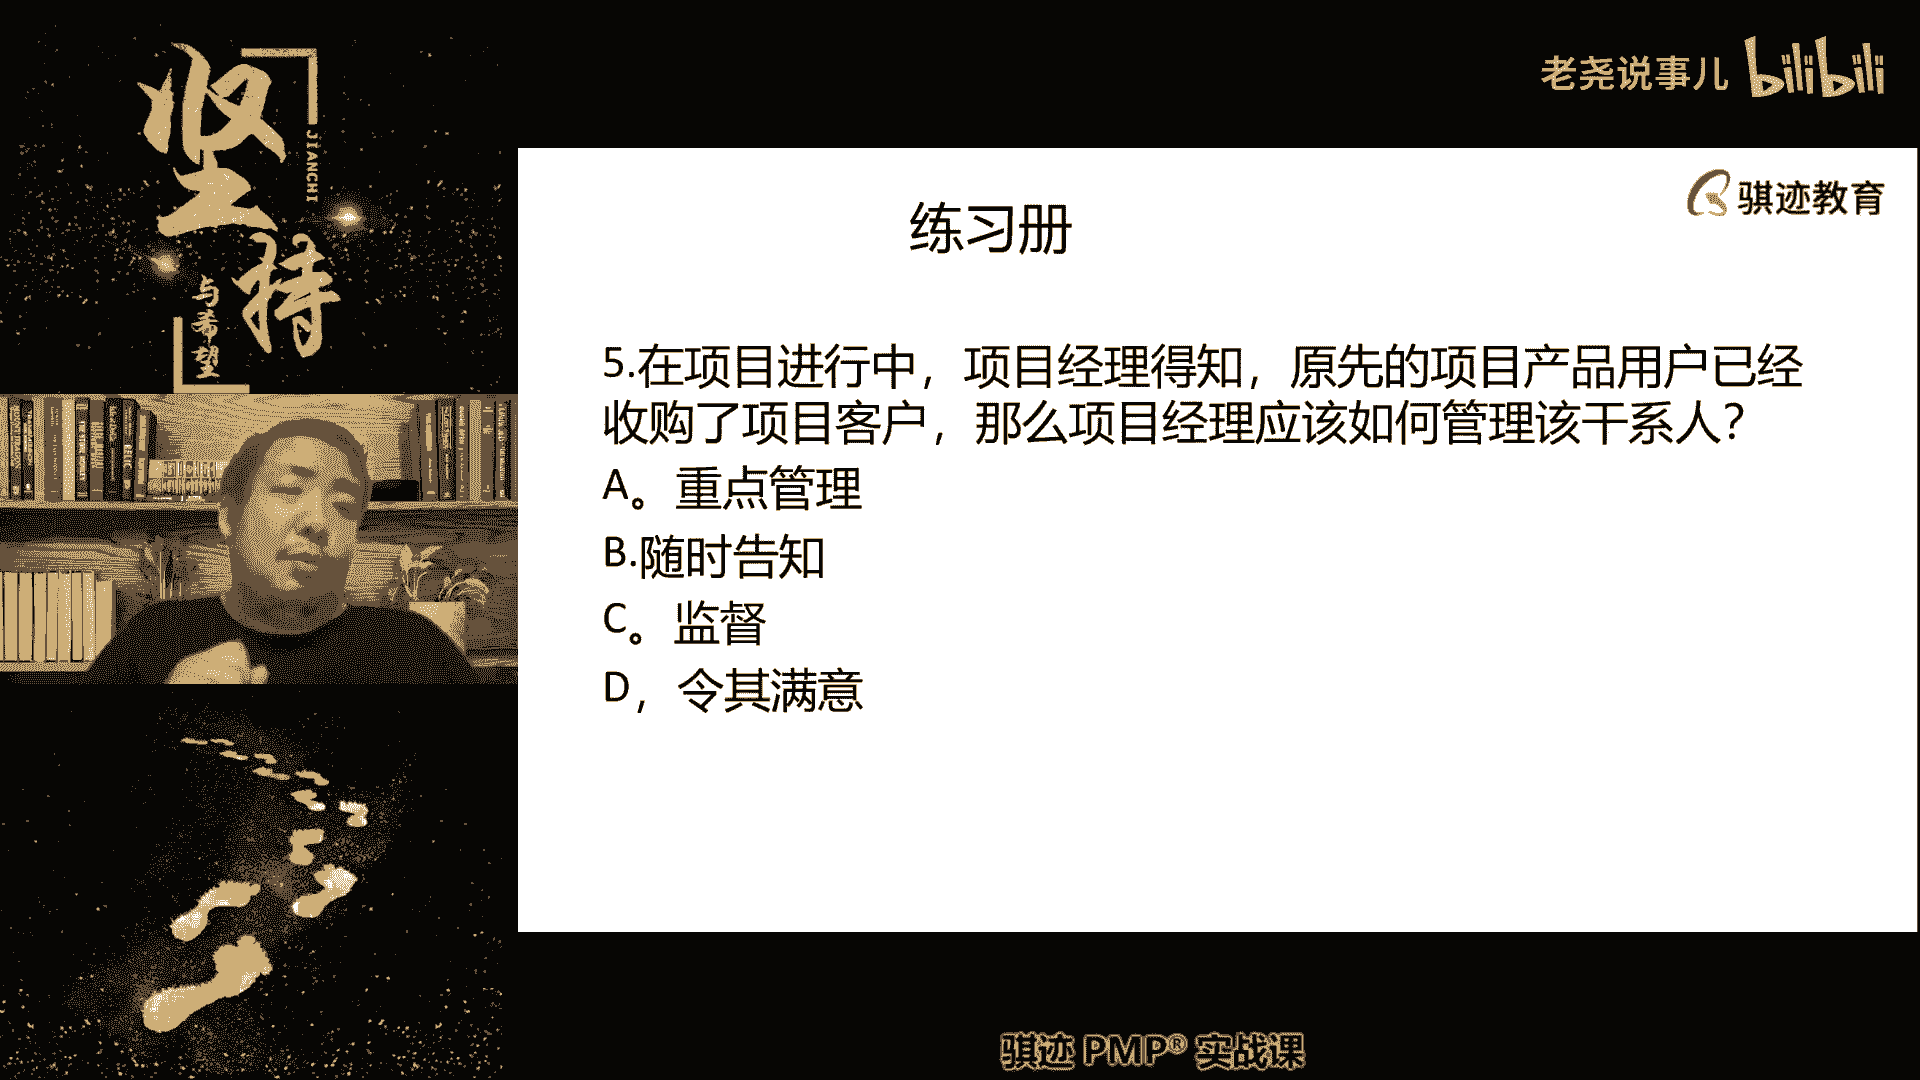 坚持
JIANCHI
与希望
老尧说事儿 bilibili
骐迹教育
练习册
5.在项目进行中，项目经理得知，原先的项目产品用户已经
收购了项目客户，那么项目经理应该如何管理该干系人？
A。重点管理
B.随时告知
C。监督
D，令其满意
骐迹 PMP® 实战课